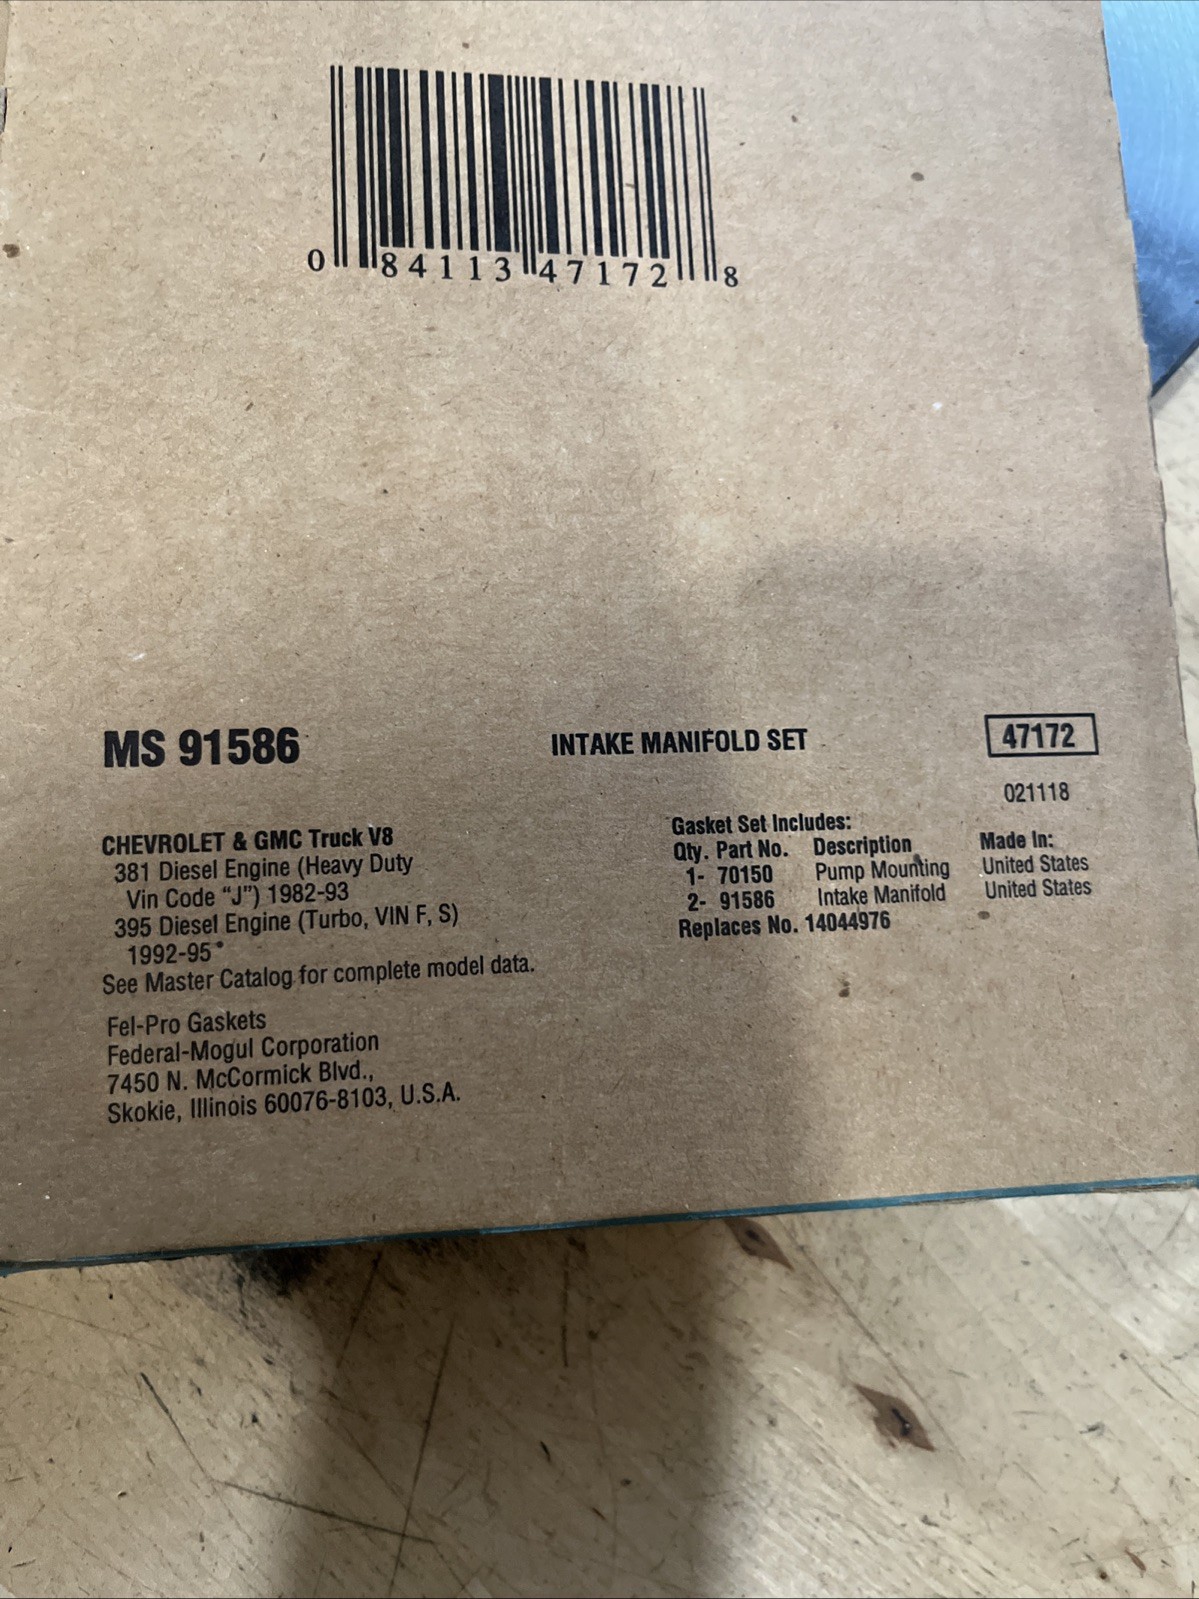 0 84113 47172 8
MS 91586
INTAKE MANIFOLD SET
47172
021118
CHEVROLET & GMC Truck V8
381 Diesel Engine (Heavy Duty
Vin Code “J”) 1982-93
395 Diesel Engine (Turbo, VIN F, S)
1992-95
See Master Catalog for complete model data.
Fel-Pro Gaskets
Federal-Mogul Corporation
7450 N. McCormick Blvd.,
Skokie, Illinois 60076-8103, U.S.A.
Gasket Set Includes:
Qty. Part No. Description Made In:
1- 70150 Pump Mounting United States
2- 91586 Intake Manifold United States
Replaces No. 14044976